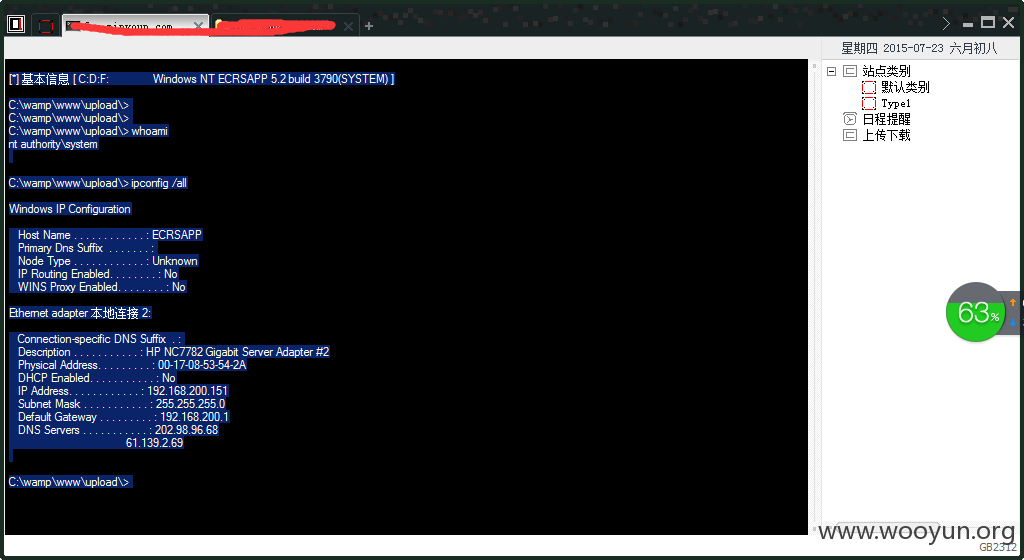 星期四 2015-07-23 六月初八
[*] 基本信息 [ C:D:F: Windows NT ECRSAPP 5.2 build 3790(SYSTEM) ]
C:\wamp\www\upload\>
C:\wamp\www\upload\>
C:\wamp\www\upload\> whoami
nt authority\system
C:\wamp\www\upload\> ipconfig /all
Windows IP Configuration
Host Name . . . . . . . . . . . . : ECRSAPP
Primary Dns Suffix . . . . . . . :
Node Type . . . . . . . . . . . . : Unknown
IP Routing Enabled. . . . . . . . : No
WINS Proxy Enabled. . . . . . . . : No
Ethernet adapter 本地连接 2:
Connection-specific DNS Suffix . :
Description . . . . . . . . . . . : HP NC7782 Gigabit Server Adapter #2
Physical Address. . . . . . . . . : 00-17-08-53-54-2A
DHCP Enabled. . . . . . . . . . . : No
IP Address. . . . . . . . . . . . : 192.168.200.151
Subnet Mask . . . . . . . . . . . : 255.255.255.0
Default Gateway . . . . . . . . . : 192.168.200.1
DNS Servers . . . . . . . . . . . : 202.98.96.68
61.139.2.69
C:\wamp\www\upload\>
站点类别
默认类别
Type1
日程提醒
上传下载
63%
www.wooyun.org
GB2312